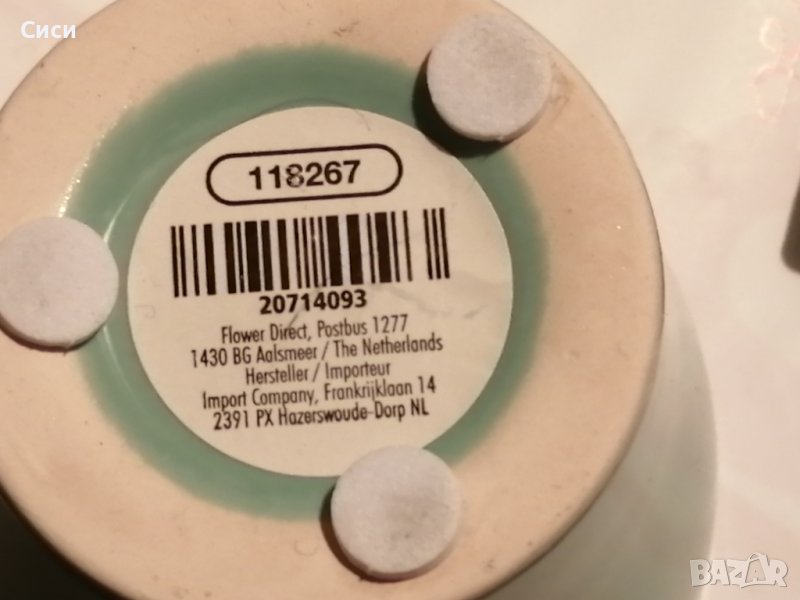 Сиси
118267
20714093
Flower Direct, Postbus 1277
1430 BG Aalsmeer / The Netherlands
Hersteller / Importeur
Import Company, Frankrijklaan 14
2391 PX Hazerswoude-Dorp NL
BAZAR